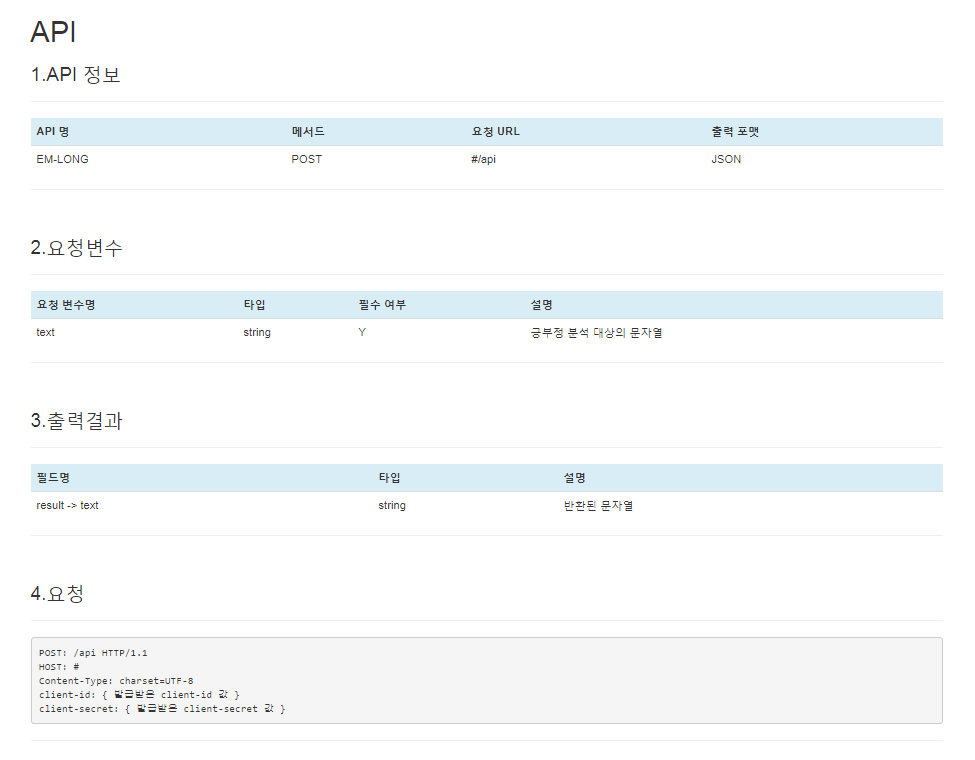 API
1.API 정보
API 명 메서드 요청 URL 출력 포맷
EM-LONG POST #/api JSON
2.요청변수
요청 변수명 타입 필수 여부 설명
text string Y 긍부정 분석 대상의 문자열
3.출력결과
필드명 타입 설명
result -> text string 반환된 문자열
4.요청
POST: /api HTTP/1.1
HOST: #
Content-Type: charset=UTF-8
client-id: { 발급받은 client-id 값 }
client-secret: { 발급받은 client-secret 값 }